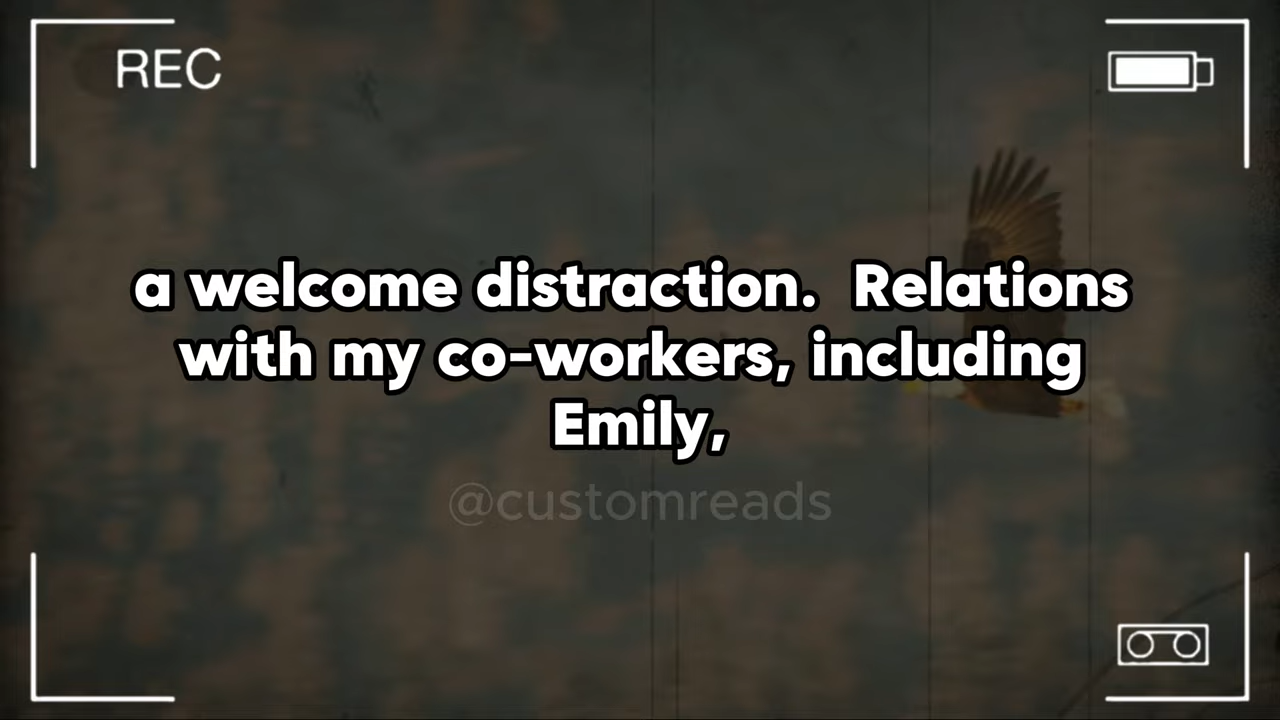 REC
a welcome distraction.  Relations
with my co-workers, including
Emily,
@customreads